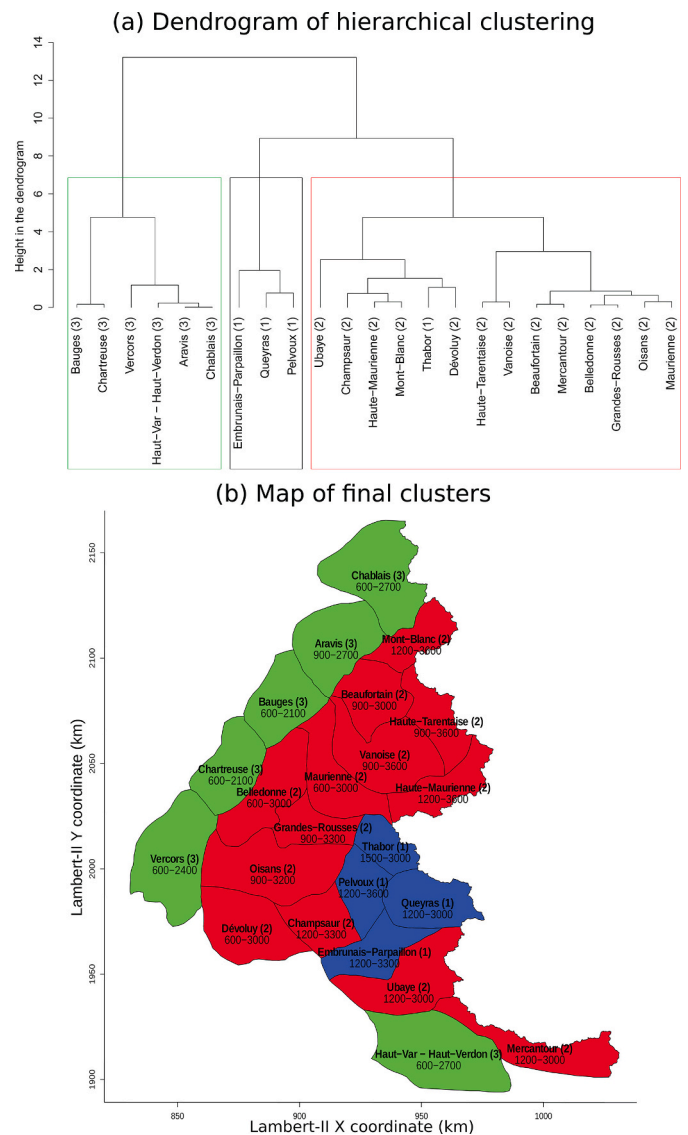 (a) Dendrogram of hierarchical clustering
Height in the dendrogram
14
12
10
8
6
4
2
0
Bauges (3)
Chartreuse (3)
Vercors (3)
Haut−Var − Haut−Verdon (3)
Aravis (3)
Chablais (3)
Embrunais−Parpaillon (1)
Queyras (1)
Pelvoux (1)
Ubaye (2)
Champsaur (2)
Haute−Maurienne (2)
Mont−Blanc (2)
Thabor (1)
Dévoluy (2)
Haute−Tarentaise (2)
Vanoise (2)
Beaufortain (2)
Mercantour (2)
Belledonne (2)
Grandes−Rousses (2)
Oisans (2)
Maurienne (2)
(b) Map of final clusters
Lambert-II Y coordinate (km)
2150
2100
2050
2000
1950
1900
Chablais (3)
600−2700
Mont−Blanc (2)
1200−3000
Aravis (3)
900−2700
Beaufortain (2)
900−3000
Bauges (3)
600−2100
Haute−Tarentaise (2)
900−3600
Vanoise (2)
900−3600
Chartreuse (3)
600−2100
Maurienne (2)
600−3000
Haute−Maurienne (2)
1200−3600
Belledonne (2)
600−3000
Grandes−Rousses (2)
900−3300
Thabor (1)
1500−3000
Vercors (3)
600−2400
Oisans (2)
900−3200
Pelvoux (1)
1200−3600
Queyras (1)
1200−3000
Dévoluy (2)
600−3000
Champsaur (2)
1200−3300
Embrunais−Parpaillon (1)
1200−3300
Ubaye (2)
1200−3000
Haut−Var − Haut−Verdon (3)
600−2700
Mercantour (2)
1200−3000
850
900
950
1000
Lambert-II X coordinate (km)